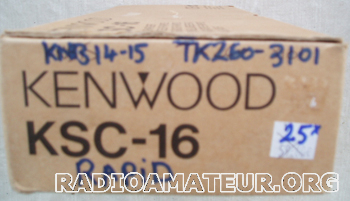 KNB14-15 TK260-3101
KENWOOD
KSC-16
25€
RAPID
RADIOAMATEUR.ORG